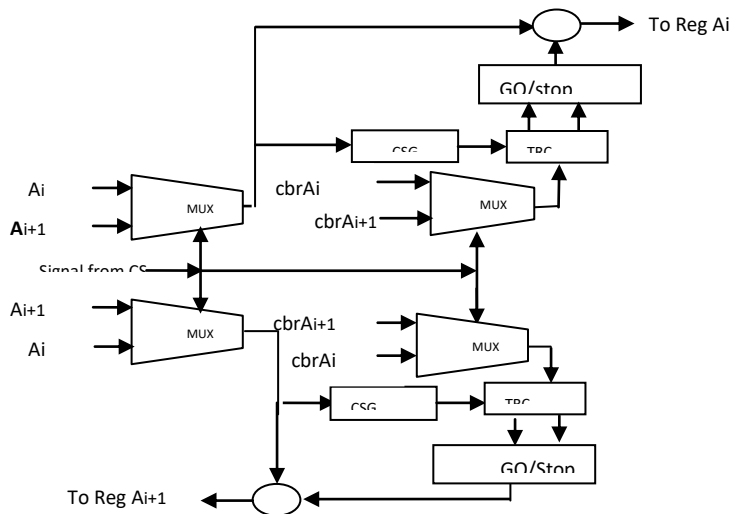 To Reg Ai
GO/stop
CSG
TRC
Ai
MUX
cbrAi
Ai+1
cbrAi+1
MUX
Signal from CS
Ai+1
MUX
cbrAi+1
Ai
cbrAi
MUX
CSG
TRC
GO/Stop
To Reg Ai+1